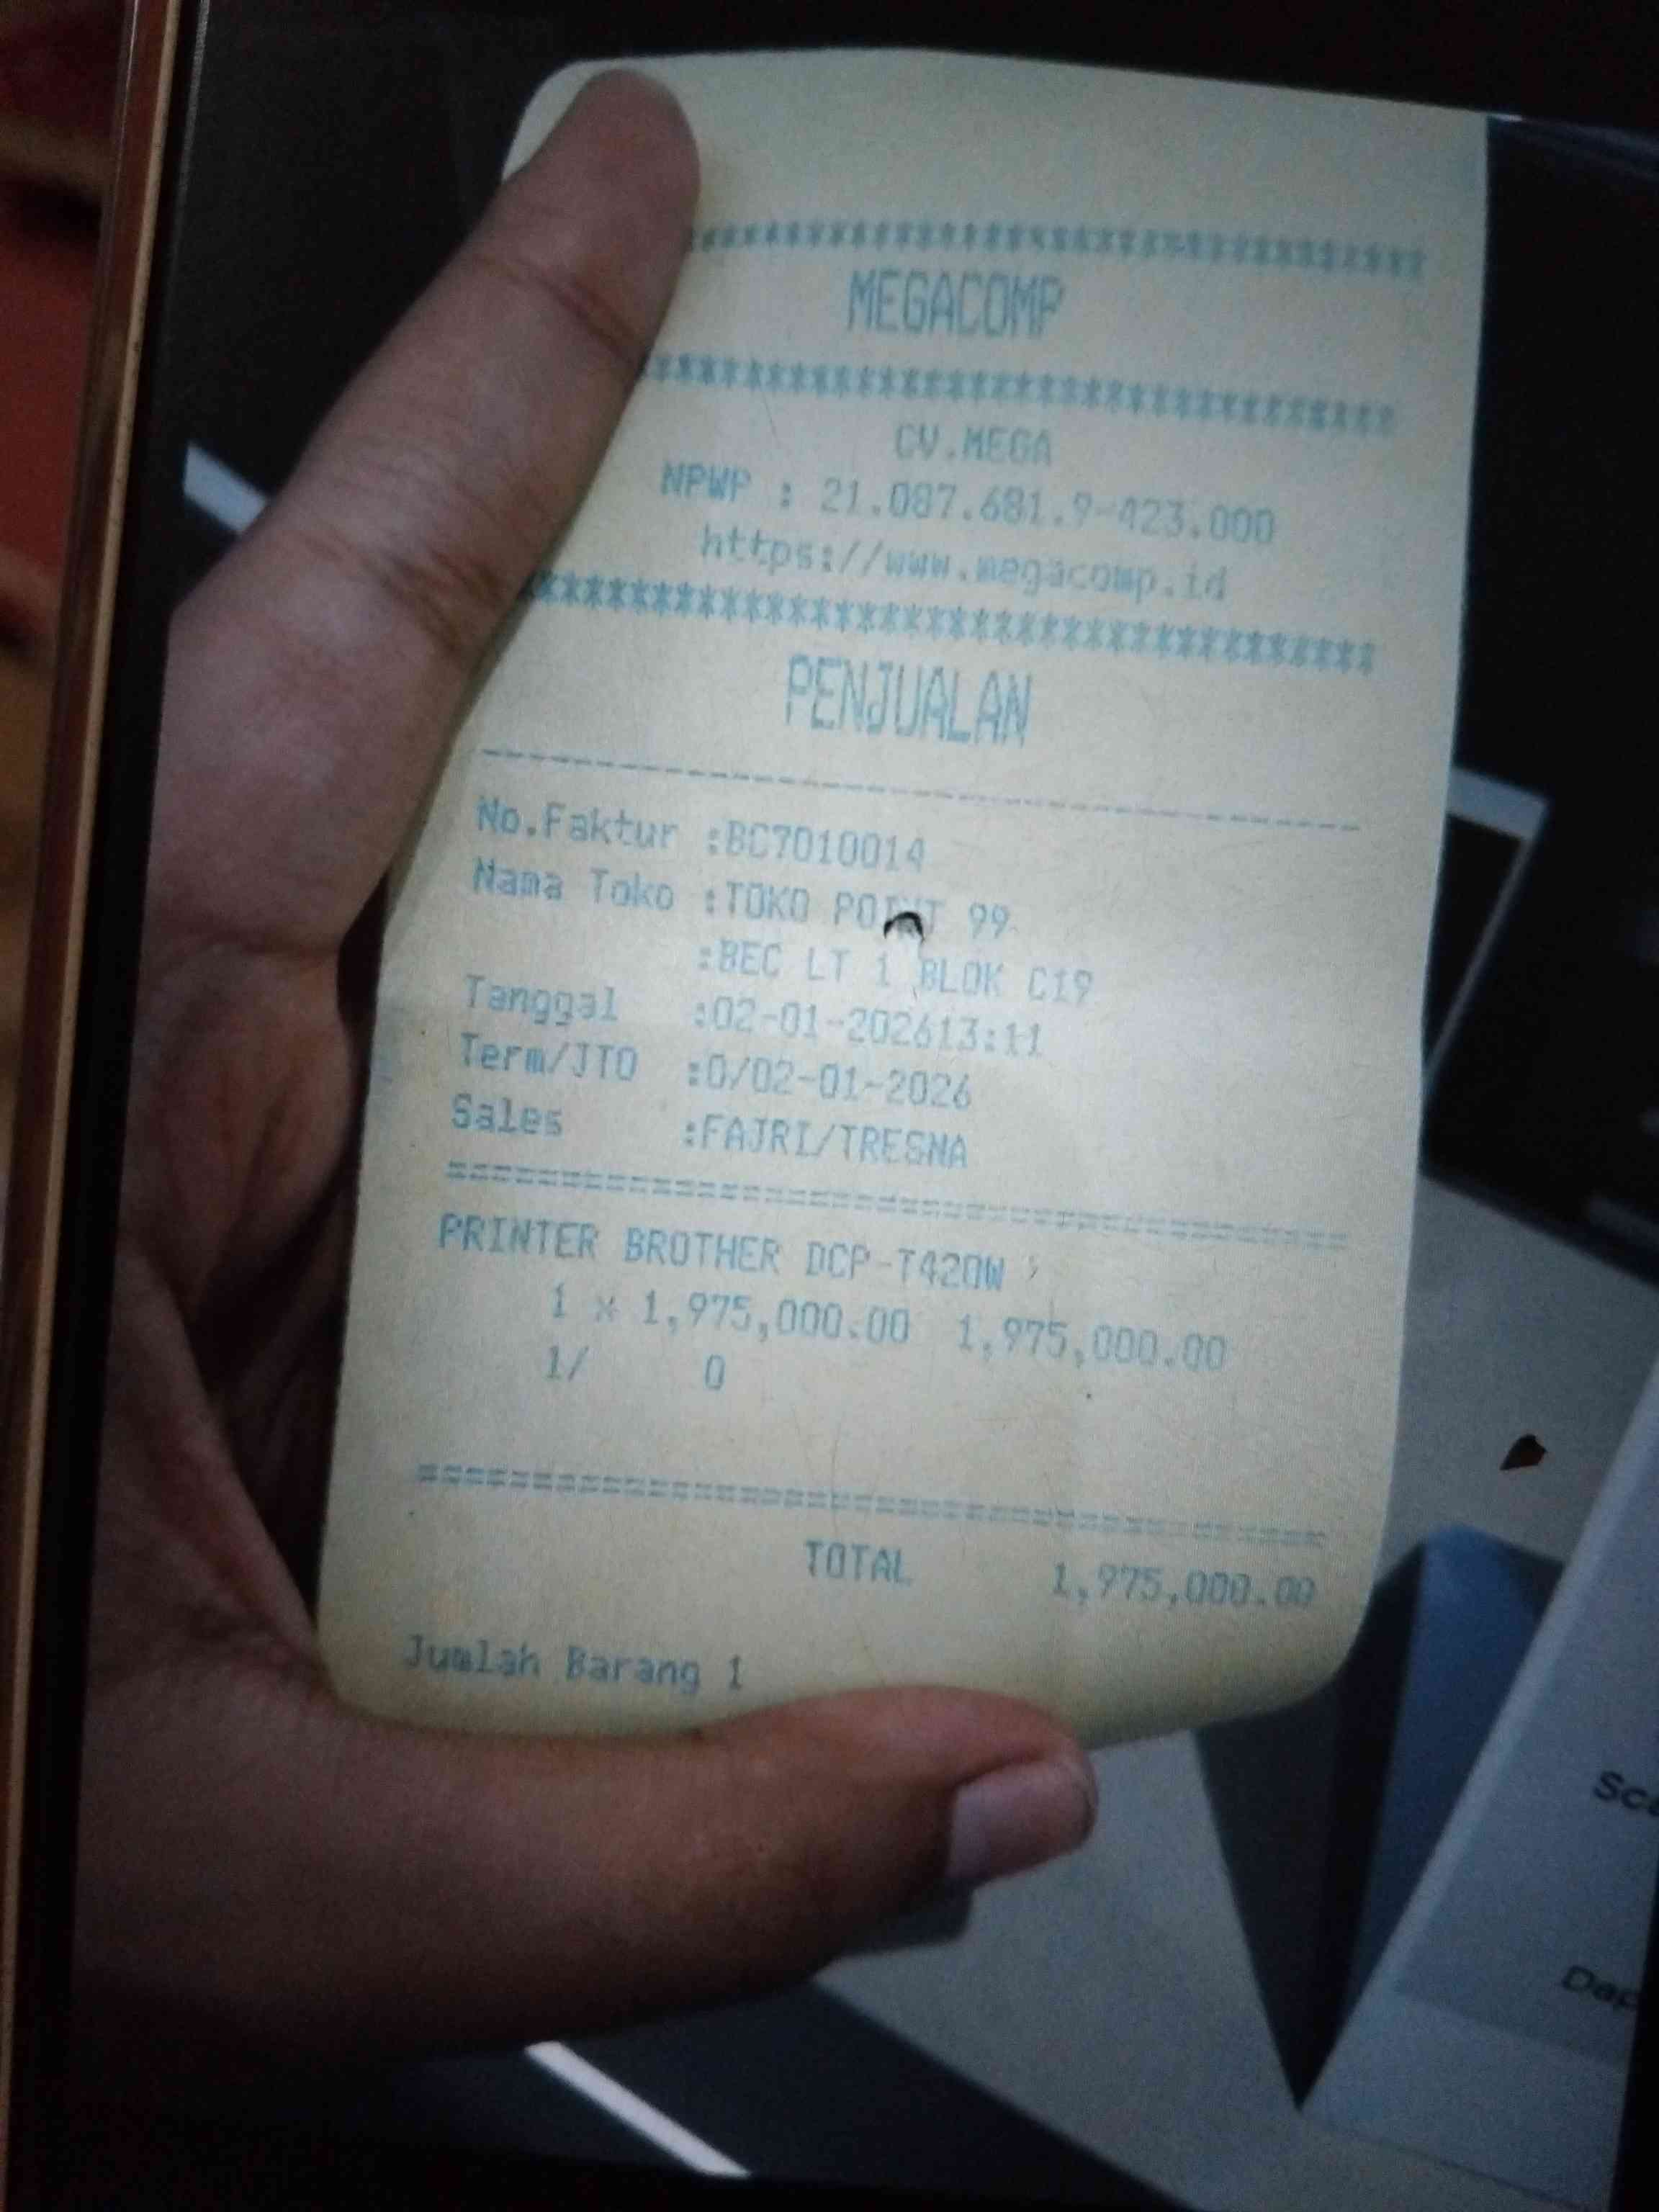 ********************************
MEGACOMP
********************************
CV.MEGA
NPWP : 21.087.681.9-423.000
https://www.megacomp.id
********************************
PENJUALAN
----------------------------------------
No.Faktur :BC7010014
Nama Toko :TOKO POINT 99
:BEC LT 1 BLOK C19
Tanggal :02-01-202613:11
Term/JTO :0/02-01-2026
Sales :FAJRI/TRESNA
========================================
PRINTER BROTHER DCP-T420W
1 x 1,975,000.00 1,975,000.00
1/ 0
========================================
TOTAL 1,975,000.00
Jumlah Barang 1